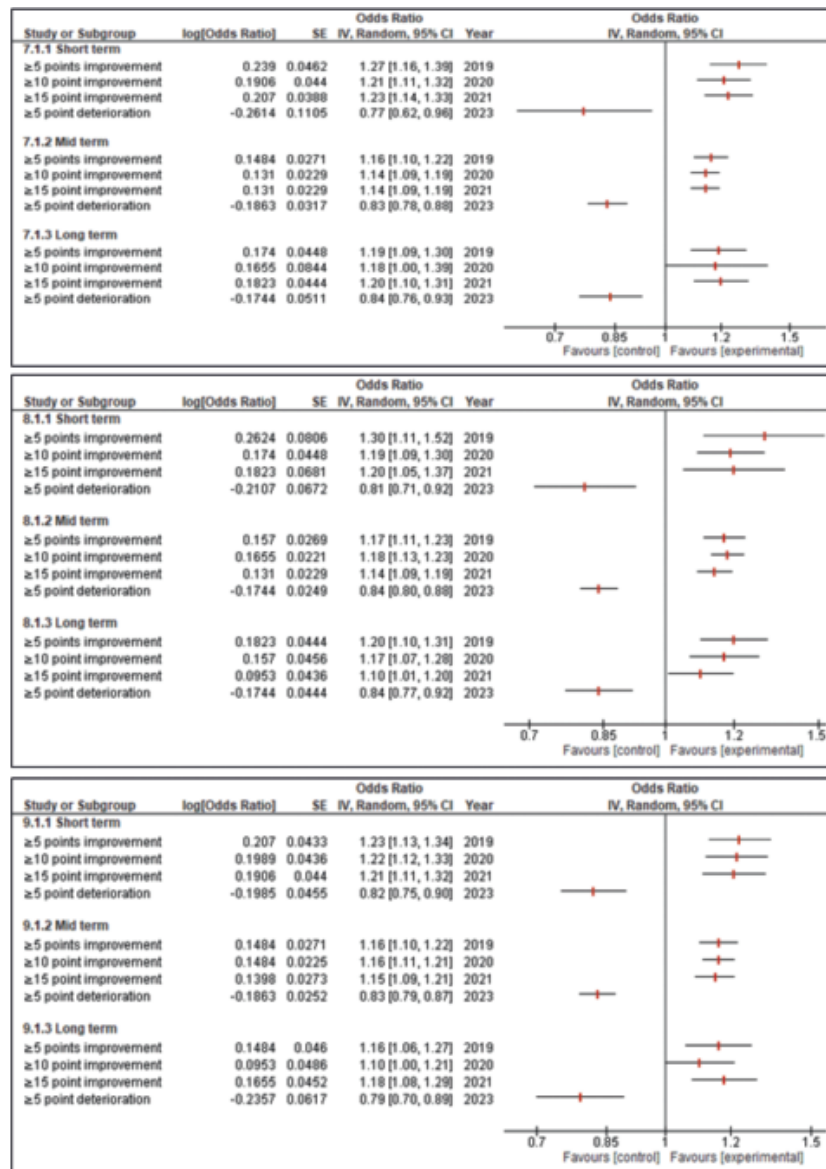 Odds Ratio Odds Ratio
Study or Subgroup log[Odds Ratio] SE IV, Random, 95% CI Year IV, Random, 95% CI
7.1.1 Short term
≥5 points improvement 0.239 0.0462 1.27 [1.16, 1.39] 2019
≥10 points improvement 0.1906 0.044 1.21 [1.11, 1.32] 2020
≥15 points improvement 0.207 0.0388 1.23 [1.14, 1.33] 2021
≥5 points deterioration -0.2614 0.1105 0.77 [0.62, 0.96] 2023
7.1.2 Mid term
≥5 points improvement 0.1484 0.0271 1.16 [1.10, 1.22] 2019
≥10 points improvement 0.131 0.0229 1.14 [1.09, 1.19] 2020
≥15 points improvement 0.131 0.0229 1.14 [1.09, 1.19] 2021
≥5 point deterioration -0.1863 0.0317 0.83 [0.78, 0.88] 2023
7.1.3 Long term
≥5 points improvement 0.174 0.0448 1.19 [1.09, 1.30] 2019
≥10 point improvement 0.1655 0.0844 1.18 [1.00, 1.39] 2020
≥15 points improvement 0.1823 0.0444 1.20 [1.10, 1.31] 2021
≥5 point deterioration -0.1744 0.0511 0.84 [0.76, 0.93] 2023
0.7 0.85 1 1.2 1.5
Favours [control] Favours [experimental]
Odds Ratio Odds Ratio
Study or Subgroup log[Odds Ratio] SE IV, Random, 95% CI Year IV, Random, 95% CI
8.1.1 Short term
≥5 points improvement 0.2624 0.0806 1.30 [1.11, 1.52] 2019
≥10 point improvement 0.174 0.0448 1.19 [1.09, 1.30] 2020
≥15 point improvement 0.1823 0.0681 1.20 [1.05, 1.37] 2021
≥5 point deterioration -0.2107 0.0672 0.81 [0.71, 0.92] 2023
8.1.2 Mid term
≥5 points improvement 0.157 0.0269 1.17 [1.11, 1.23] 2019
≥10 point improvement 0.1655 0.0221 1.18 [1.13, 1.23] 2020
≥15 point improvement 0.131 0.0229 1.14 [1.09, 1.19] 2021
≥5 point deterioration -0.1744 0.0249 0.84 [0.80, 0.88] 2023
8.1.3 Long term
≥5 points improvement 0.1823 0.0444 1.20 [1.10, 1.31] 2019
≥10 point improvement 0.157 0.0456 1.17 [1.07, 1.28] 2020
≥15 point improvement 0.0953 0.0436 1.10 [1.01, 1.20] 2021
≥5 point deterioration -0.1744 0.0444 0.84 [0.77, 0.92] 2023
0.7 0.85 1 1.2 1.5
Favours [control] Favours [experimental]
Odds Ratio Odds Ratio
Study or Subgroup log[Odds Ratio] SE IV, Random, 95% CI Year IV, Random, 95% CI
9.1.1 Short term
≥5 points improvement 0.207 0.0433 1.23 [1.13, 1.34] 2019
≥10 point improvement 0.1989 0.0436 1.22 [1.12, 1.33] 2020
≥15 point improvement 0.1906 0.044 1.21 [1.11, 1.32] 2021
≥5 point deterioration -0.1985 0.0455 0.82 [0.75, 0.90] 2023
9.1.2 Mid term
≥5 points improvement 0.1484 0.0271 1.16 [1.10, 1.22] 2019
≥10 point improvement 0.1484 0.0225 1.16 [1.11, 1.21] 2020
≥15 point improvement 0.1398 0.0273 1.15 [1.09, 1.21] 2021
≥5 point deterioration -0.1863 0.0252 0.83 [0.79, 0.87] 2023
9.1.3 Long term
≥5 points improvement 0.1484 0.046 1.16 [1.06, 1.27] 2019
≥10 point improvement 0.0953 0.0486 1.10 [1.00, 1.21] 2020
≥15 point improvement 0.1655 0.0452 1.18 [1.08, 1.29] 2021
≥5 point deterioration -0.2357 0.0617 0.79 [0.70, 0.89] 2023
0.7 0.85 1 1.2 1.5
Favours [control] Favours [experimental]